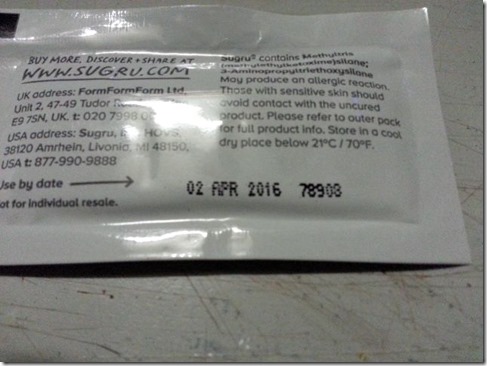 BUY MORE, DISCOVER + SHARE AT
WWW.SUGRU.COM
UK address: FormFormForm Ltd,
Unit 2, 47-49 Tudor
E9 7SN, UK. t: 020 7998
USA address: Sugru, HOVS,
38120 Amrhein, Livonia, MI 48150,
USA t: 877-990-9888
Use by date
Not for individual resale.
Sugru® contains Methyltris
3-Aminopropyltriethoxysilane
May produce an allergic reaction.
Those with sensitive skin should
avoid contact with the uncured
product. Please refer to outer pack
for full product info. Store in a cool
dry place below 21°C / 70°F.
02 APR 2016 78903